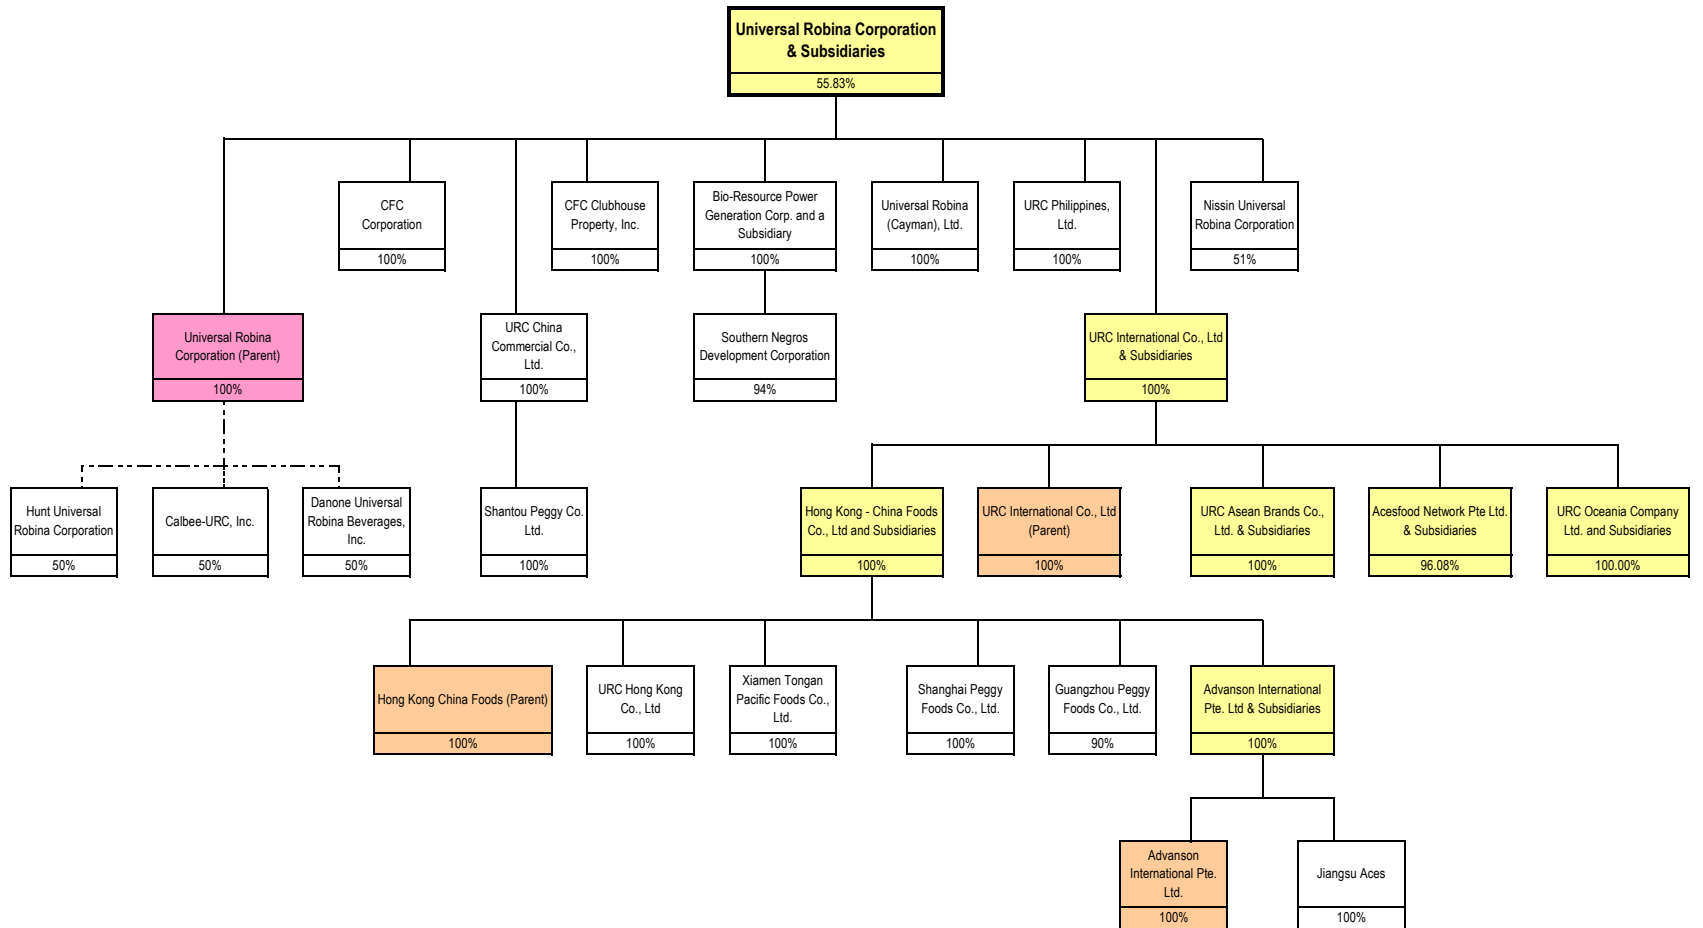 Universal Robina Corporation
& Subsidiaries
55.83%
CFC
Corporation
100%
CFC Clubhouse
Property, Inc.
100%
Bio-Resource Power
Generation Corp. and a
Subsidiary
100%
Universal Robina
(Cayman), Ltd.
100%
URC Philippines,
Ltd.
100%
Nissin Universal
Robina Corporation
51%
Universal Robina
Corporation (Parent)
100%
URC China
Commercial Co.,
Ltd.
100%
Southern Negros
Development Corporation
94%
URC International Co., Ltd
& Subsidiaries
100%
Hunt Universal
Robina Corporation
50%
Calbee-URC, Inc.
50%
Danone Universal
Robina Beverages,
Inc.
50%
Shantou Peggy Co.
Ltd.
100%
Hong Kong - China Foods
Co., Ltd and Subsidiaries
100%
URC International Co., Ltd
(Parent)
100%
URC Asean Brands Co.,
Ltd. & Subsidiaries
100%
Acesfood Network Pte Ltd.
& Subsidiaries
96.08%
URC Oceania Company
Ltd. and Subsidiaries
100.00%
Hong Kong China Foods (Parent)
100%
URC Hong Kong
Co., Ltd
100%
Xiamen Tongan
Pacific Foods Co.,
Ltd.
100%
Shanghai Peggy
Foods Co., Ltd.
100%
Guangzhou Peggy
Foods Co., Ltd.
90%
Advanson International
Pte. Ltd & Subsidiaries
100%
Advanson
International Pte.
Ltd.
100%
Jiangsu Aces
100%